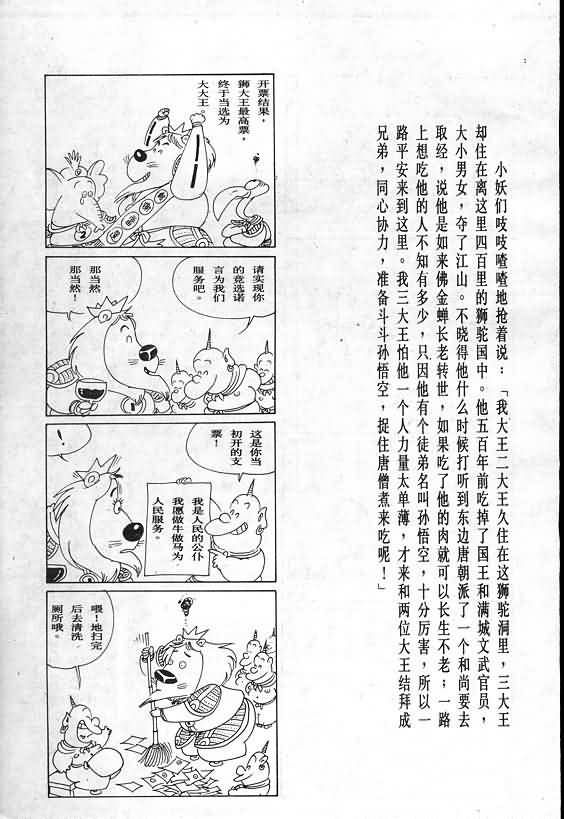 小妖们吱吱喳喳地抢着说：「我大王二大王久住在这狮驼洞里，三大王
却住在离这里四百里的狮驼国中。他五百年前吃掉了国王和满城文武官员，
大小男女，夺了江山。不晓得他什么时候打听到东边唐朝派了一个和尚要去
取经，说他是如来佛金蝉长老转世，如果吃了他的肉就可以长生不老；一路
上想吃他的人不知有多少，只因他有个徒弟名叫孙悟空，十分厉害，所以一
路平安来到这里。我三大王怕他一个人力量太单薄，才来和两位大王结拜成
兄弟，同心协力，准备斗斗孙悟空，捉住唐僧煮来吃呢！」
开票结果，
狮大王最高票，
终于当选为
大大王。
请实现你
的竞选诺
言为我们
服务吧。
那当然
那当然！
这是你当
初开的支
票！
我是人民的公仆
我愿做牛做马为
人民服务。
！
喂！地扫完
后去清洗
厕所哦。